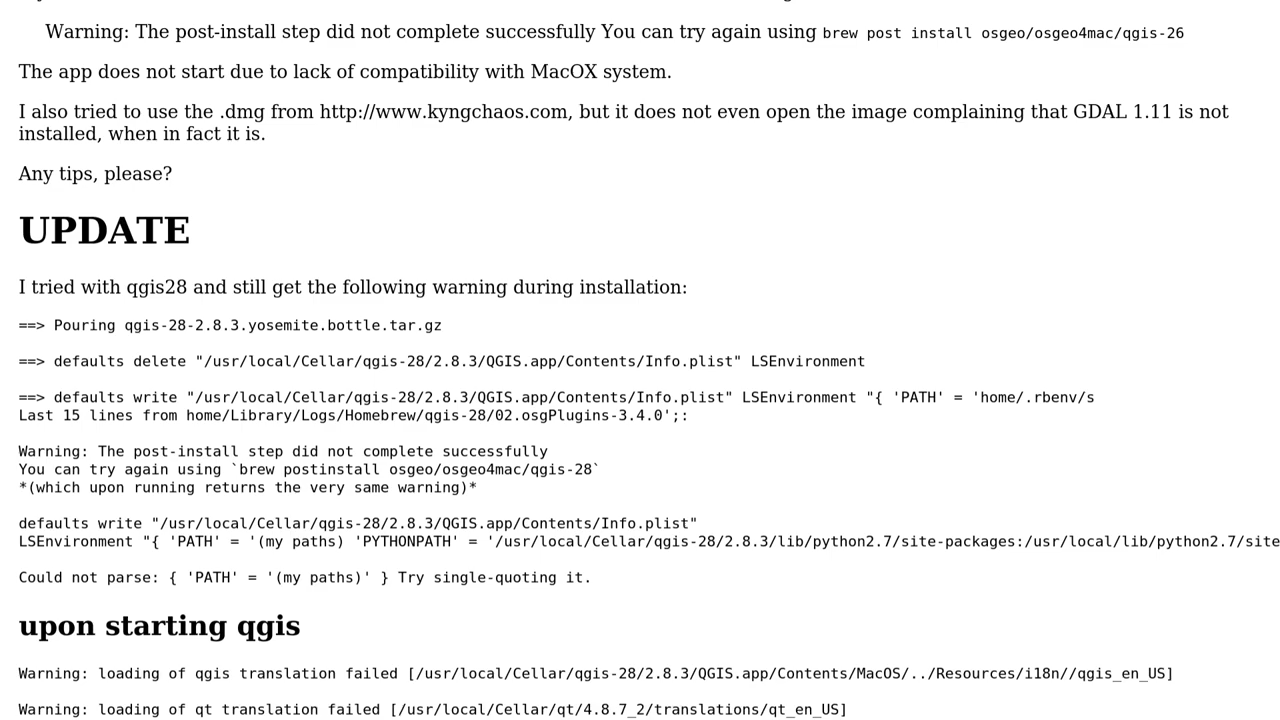 Warning: The post-install step did not complete successfully You can try again using brew post install osgeo/osgeo4mac/qgis-26
The app does not start due to lack of compatibility with MacOX system.
I also tried to use the .dmg from http://www.kyngchaos.com, but it does not even open the image complaining that GDAL 1.11 is not
installed, when in fact it is.
Any tips, please?
UPDATE
I tried with qgis28 and still get the following warning during installation:
==> Pouring qgis-28-2.8.3.yosemite.bottle.tar.gz
==> defaults delete "/usr/local/Cellar/qgis-28/2.8.3/QGIS.app/Contents/Info.plist" LSEnvironment
==> defaults write "/usr/local/Cellar/qgis-28/2.8.3/QGIS.app/Contents/Info.plist" LSEnvironment "{ 'PATH' = 'home/.rbenv/s
Last 15 lines from home/Library/Logs/Homebrew/qgis-28/02.osgPlugins-3.4.0';:
Warning: The post-install step did not complete successfully
You can try again using `brew postinstall osgeo/osgeo4mac/qgis-28`
*(which upon running returns the very same warning)*
defaults write "/usr/local/Cellar/qgis-28/2.8.3/QGIS.app/Contents/Info.plist"
LSEnvironment "{ 'PATH' = '(my paths) 'PYTHONPATH' = '/usr/local/Cellar/qgis-28/2.8.3/lib/python2.7/site-packages:/usr/local/lib/python2.7/site
Could not parse: { 'PATH' = '(my paths)' } Try single-quoting it.
upon starting qgis
Warning: loading of qgis translation failed [/usr/local/Cellar/qgis-28/2.8.3/QGIS.app/Contents/MacOS/../Resources/i18n//qgis_en_US]
Warning: loading of qt translation failed [/usr/local/Cellar/qt/4.8.7_2/translations/qt_en_US]